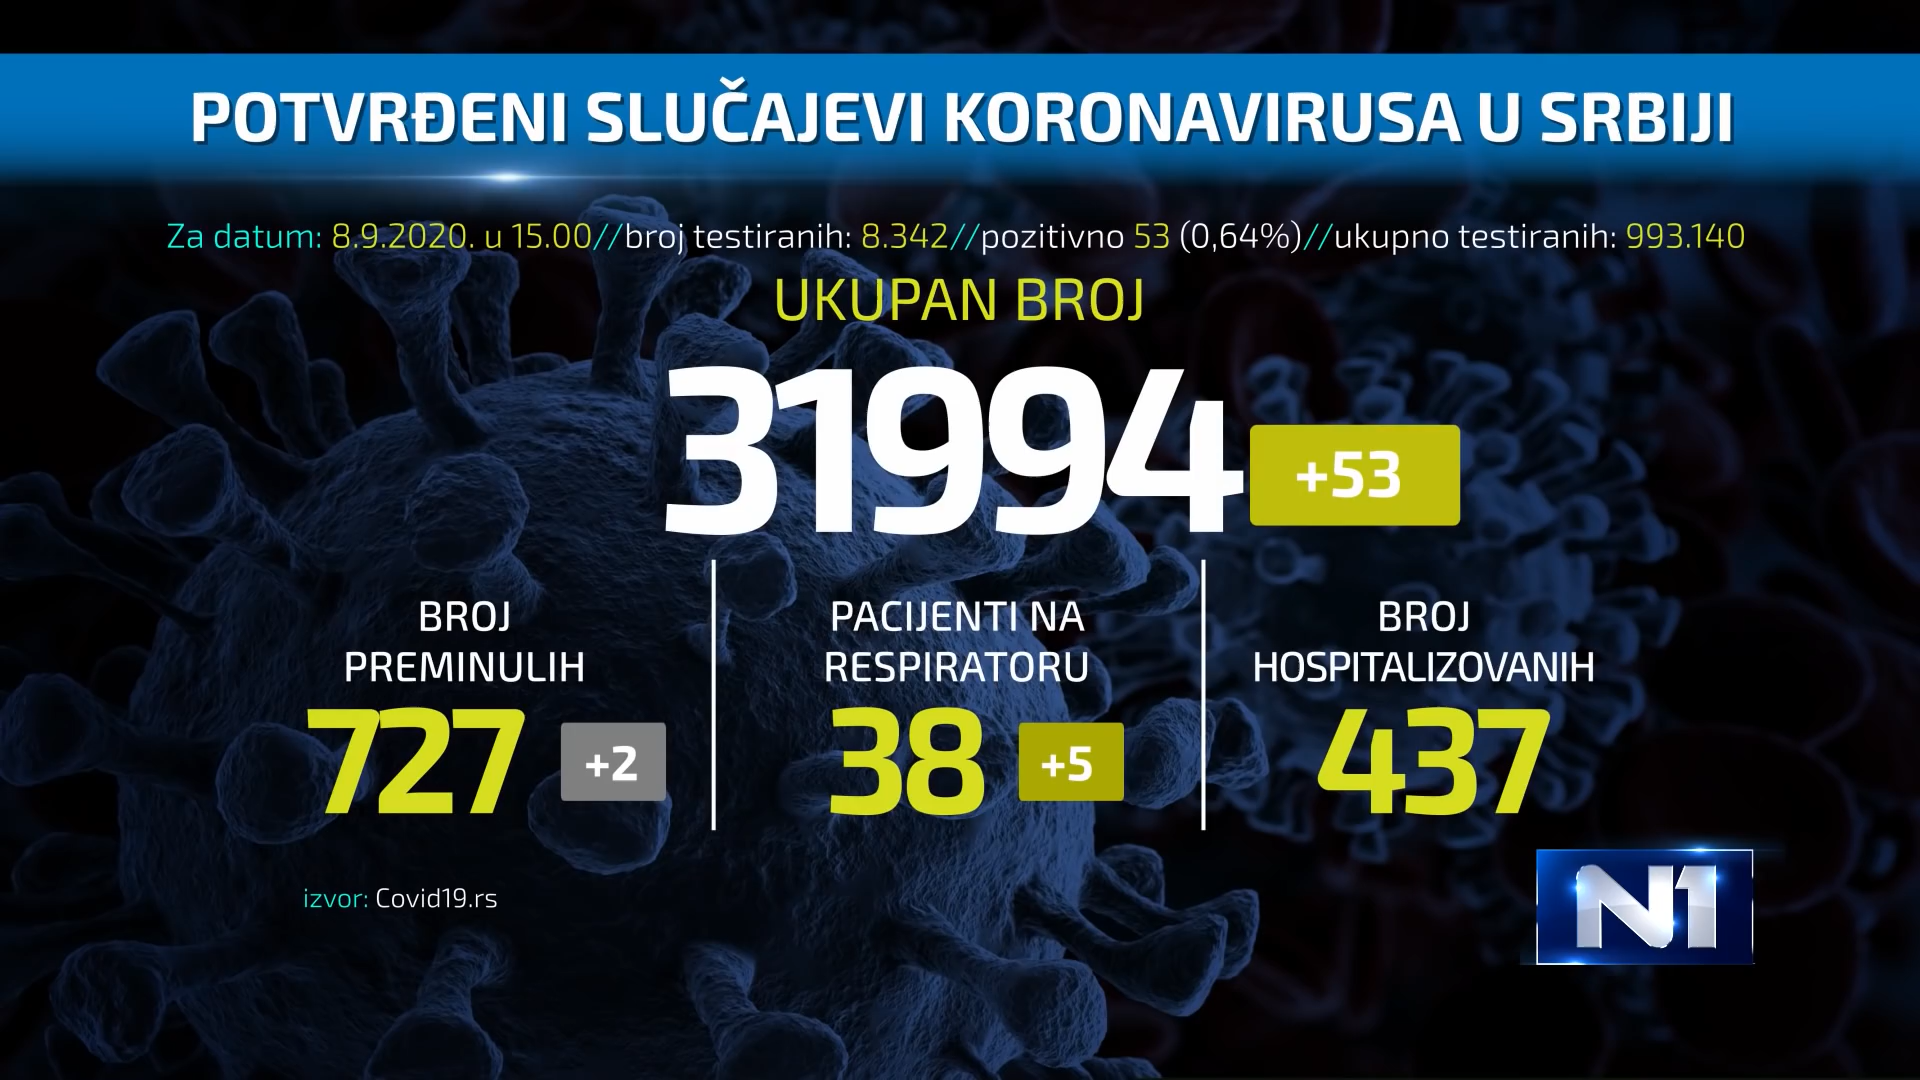 POTVRĐENI SLUČAJEVI KORONAVIRUSA U SRBIJI
Za datum: 8.9.2020. u 15.00//broj testiranih: 8.342//pozitivno 53 (0,64%)//ukupno testiranih: 993.140
UKUPAN BROJ
31994 +53
BROJ
PREMINULIH
727 +2
PACIJENTI NA
RESPIRATORU
38 +5
BROJ
HOSPITALIZOVANIH
437
izvor: Covid19.rs
N1